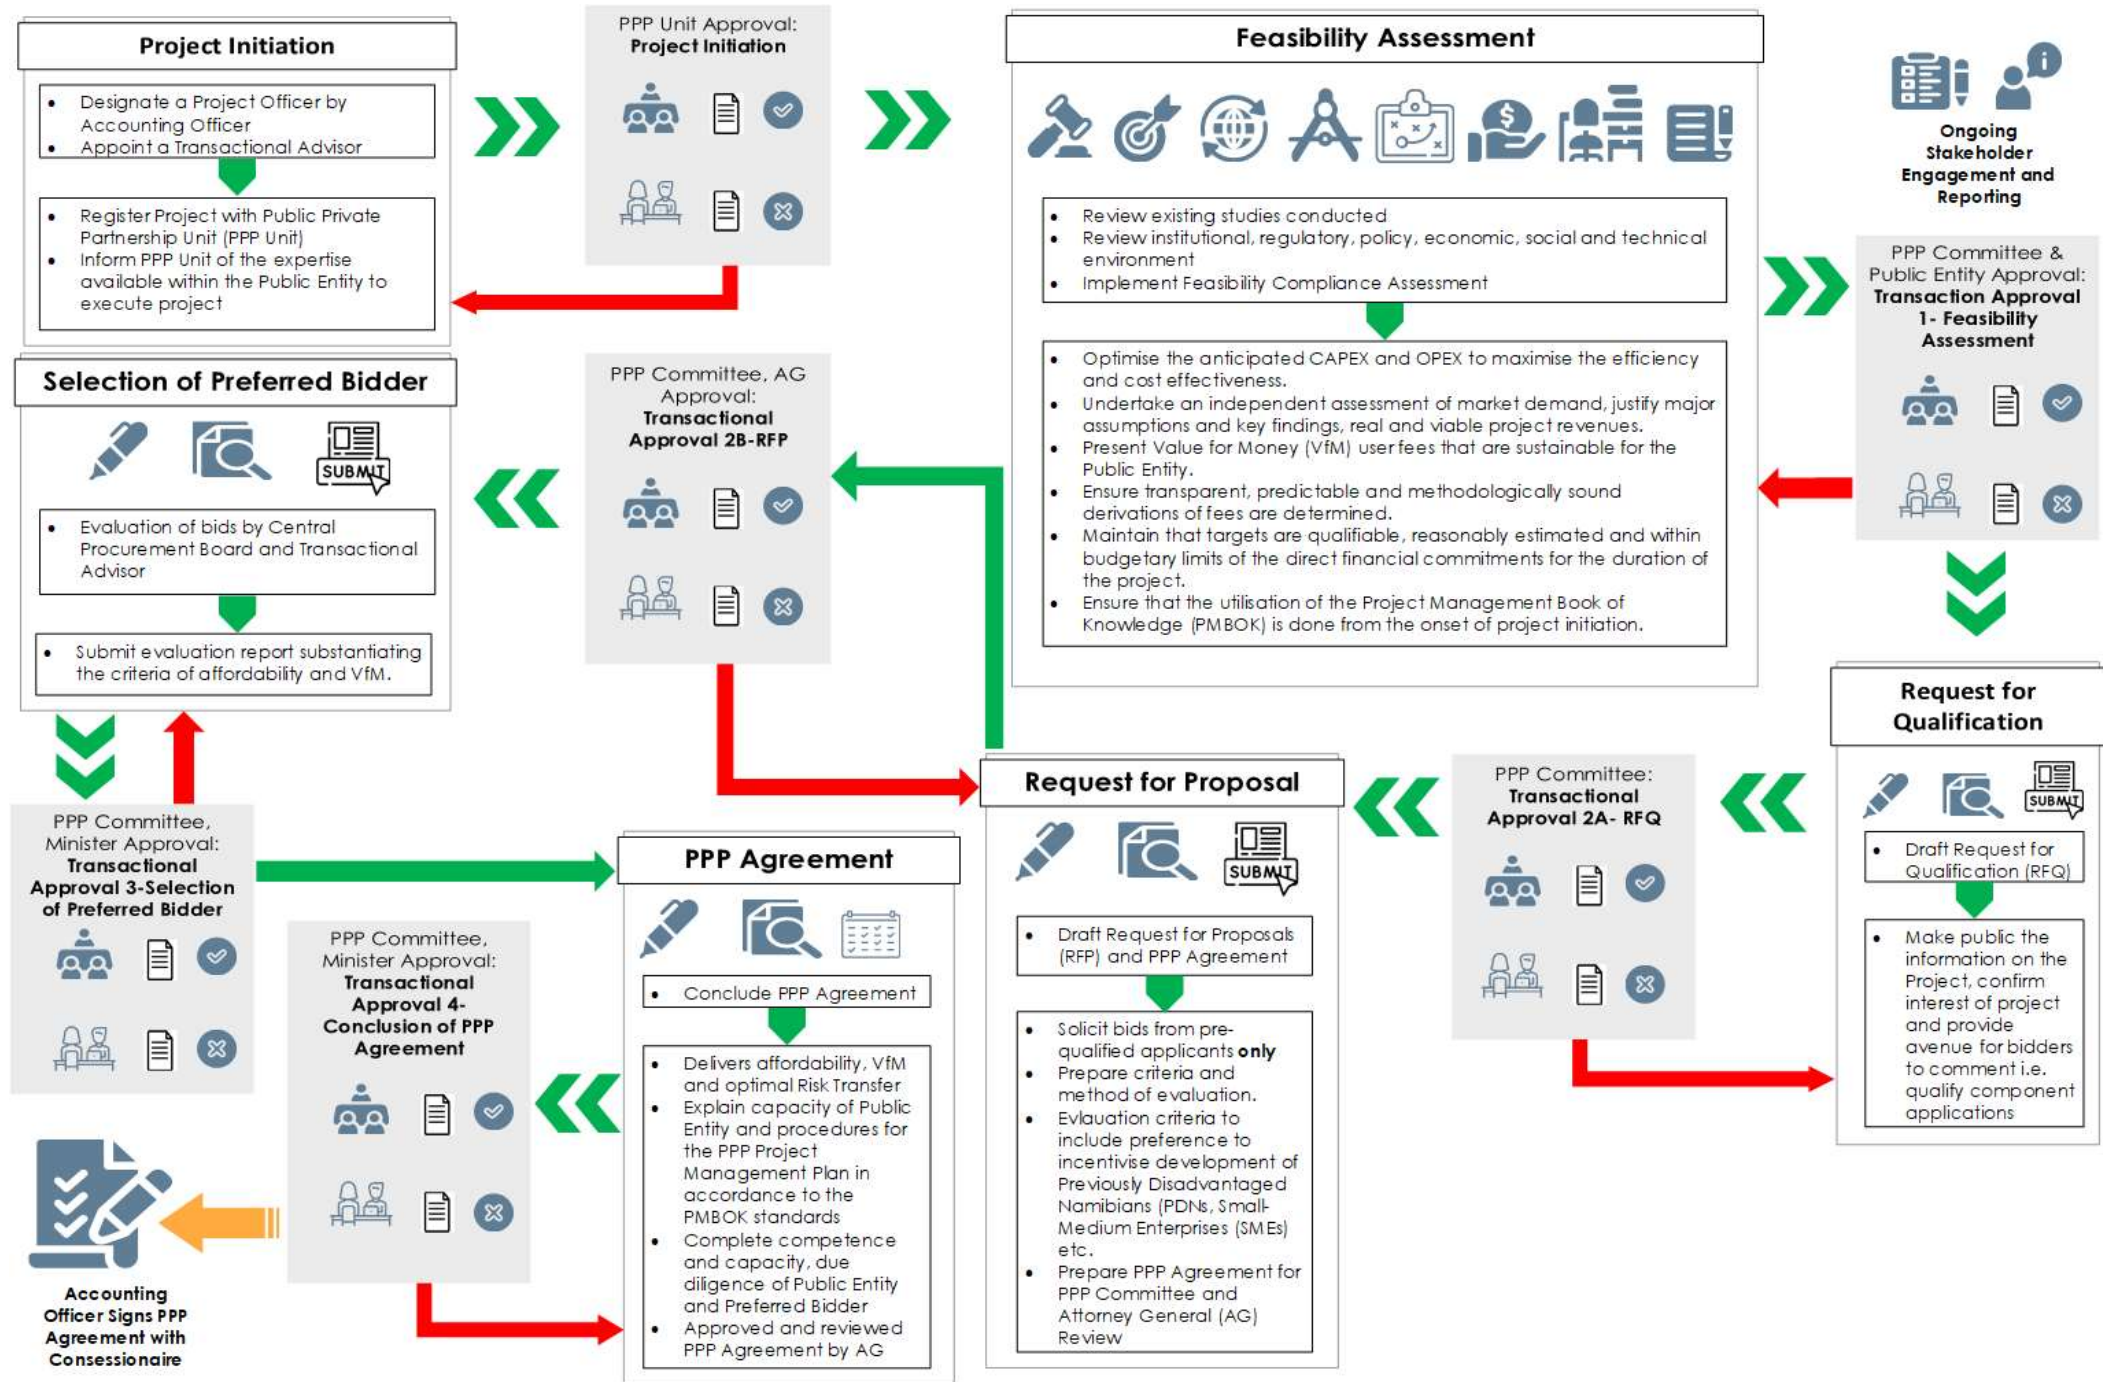 Project Initiation
• Designate a Project Officer by
Accounting Officer
• Appoint a Transactional Advisor
• Register Project with Public Private
Partnership Unit (PPP Unit)
• Inform PPP Unit of the expertise
available within the Public Entity to
execute project
PPP Unit Approval:
Project Initiation
Feasibility Assessment
• Review existing studies conducted
• Review institutional, regulatory, policy, economic, social and technical
environment
• Implement Feasibility Compliance Assessment
• Optimise the anticipated CAPEX and OPEX to maximise the efficiency
and cost effectiveness.
• Undertake an independent assessment of market demand, justify major
assumptions and key findings, real and viable project revenues.
• Present Value for Money (VfM) user fees that are sustainable for the
Public Entity.
• Ensure transparent, predictable and methodologically sound
derivations of fees are determined.
• Maintain that targets are qualifiable, reasonably estimated and within
budgetary limits of the direct financial commitments for the duration of
the project.
• Ensure that the utilisation of the Project Management Book of
Knowledge (PMBOK) is done from the onset of project initiation.
Ongoing
Stakeholder
Engagement and
Reporting
PPP Committee &
Public Entity Approval:
Transaction Approval
1- Feasibility
Assessment
Request for
Qualification
SUBMIT
• Draft Request for
Qualification (RFQ)
• Make public the
information on the
Project, confirm
interest of project
and provide
avenue for bidders
to comment i.e.
qualify component
applications
PPP Committee:
Transactional
Approval 2A- RFQ
Request for Proposal
SUBMIT
• Draft Request for Proposals
(RFP) and PPP Agreement
• Solicit bids from pre-
qualified applicants only
• Prepare criteria and
method of evaluation.
• Evlauation criteria to
include preference to
incentivise development of
Previously Disadvantaged
Namibians (PDNs, Small-
Medium Enterprises (SMEs)
etc.
• Prepare PPP Agreement for
PPP Committee and
Attorney General (AG)
Review
PPP Committee, AG
Approval:
Transactional
Approval 2B-RFP
Selection of Preferred Bidder
SUBMIT
• Evaluation of bids by Central
Procurement Board and Transactional
Advisor
• Submit evaluation report substantiating
the criteria of affordability and VfM.
PPP Committee,
Minister Approval:
Transactional
Approval 3-Selection
of Preferred Bidder
PPP Agreement
• Conclude PPP Agreement
• Delivers affordability, VfM
and optimal Risk Transfer
• Explain capacity of Public
Entity and procedures for
the PPP Project
Management Plan in
accordance to the
PMBOK standards
• Complete competence
and capacity, due
diligence of Public Entity
and Preferred Bidder
• Approved and reviewed
PPP Agreement by AG
PPP Committee,
Minister Approval:
Transactional
Approval 4-
Conclusion of PPP
Agreement
Accounting
Officer Signs PPP
Agreement with
Consessionaire